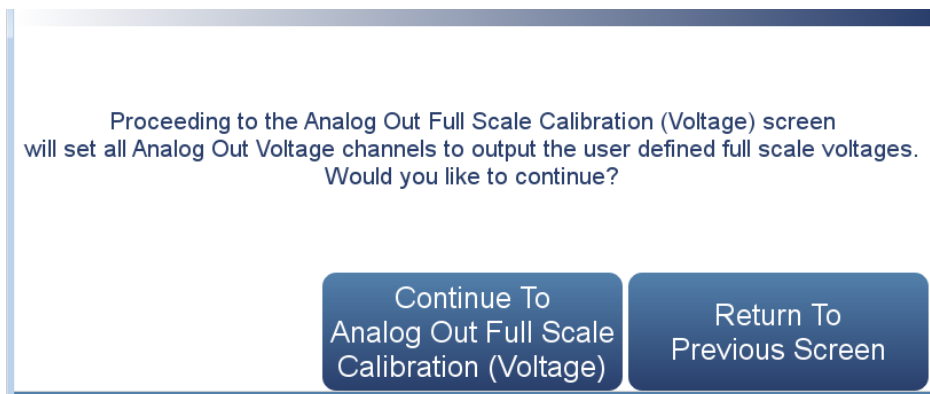 Proceeding to the Analog Out Full Scale Calibration (Voltage) screen
will set all Analog Out Voltage channels to output the user defined full scale voltages.
Would you like to continue?
Continue To
Analog Out Full Scale
Calibration (Voltage)
Return To
Previous Screen